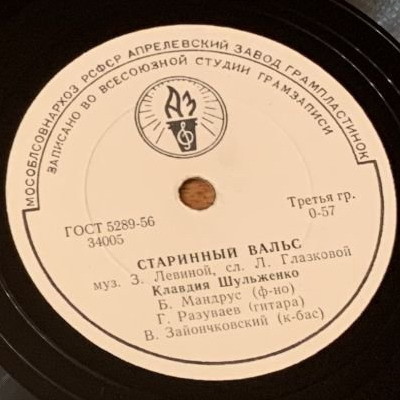 МОСОБЛСОВНАРХОЗ РСФСР АПРЕЛЕВСКИЙ ЗАВОД ГРАМПЛАСТИНОК
ЗАПИСАНО ВО ВСЕСОЮЗНОЙ СТУДИИ ГРАМЗАПИСИ
АЗ
ГОСТ 5289-56
34005
Третья гр.
0-57
СТАРИННЫЙ ВАЛЬС
муз. З. Левиной, сл. Л. Глазковой
Клавдия Шульженко
Б. Мандрус (ф-но)
Г. Разуваев (гитара)
В. Зайончковский (к-бас)